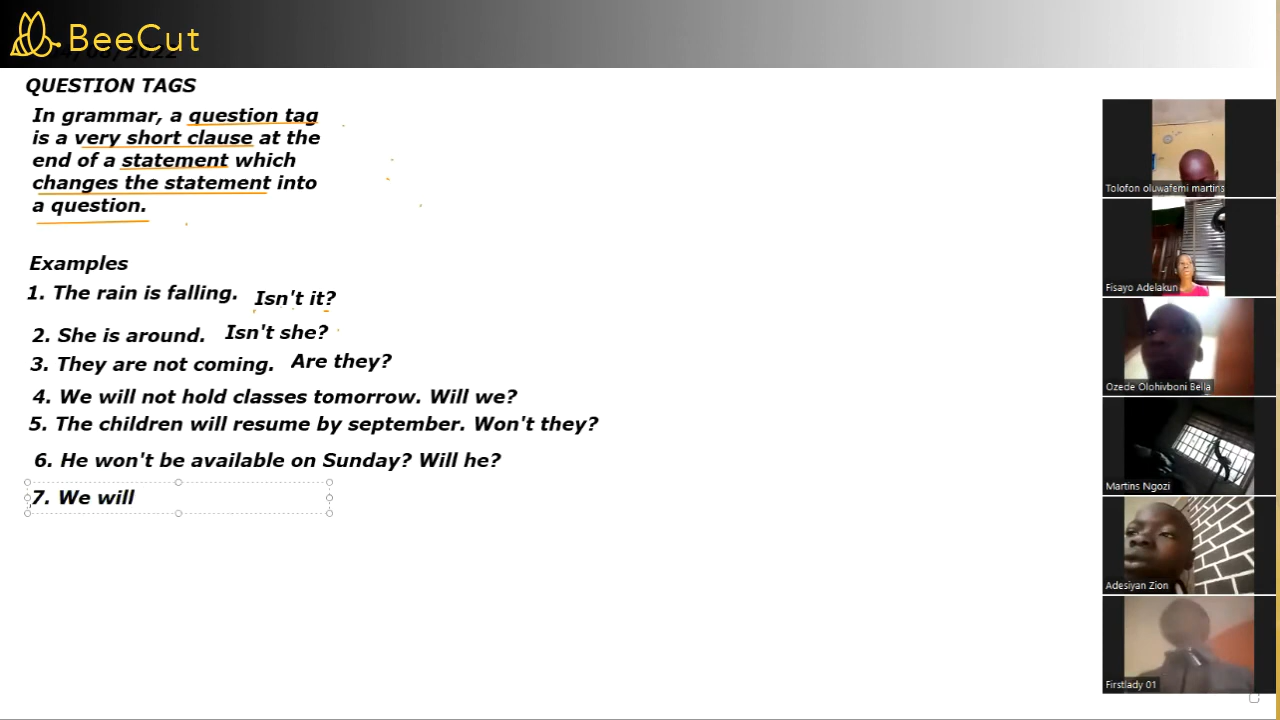 BeeCut
QUESTION TAGS
In grammar, a question tag
is a very short clause at the
end of a statement which
changes the statement into
a question.
Examples
1. The rain is falling. Isn't it?
2. She is around. Isn't she?
3. They are not coming. Are they?
4. We will not hold classes tomorrow. Will we?
5. The children will resume by september. Won't they?
6. He won't be available on Sunday? Will he?
7. We will
Tolofon oluwafemi martins
Fisayo Adelakun
Ozede Olohivboni Bella
Martins Ngozi
Adesiyan Zion
Firstlady 01